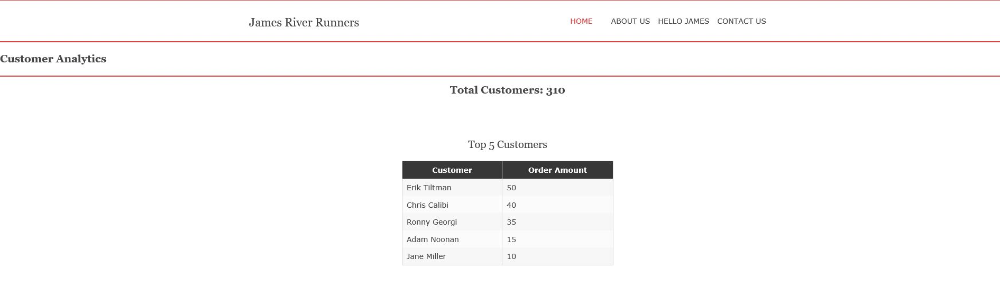 James River Runners HOME ABOUT US HELLO JAMES CONTACT US
Customer Analytics
Total Customers: 310
Top 5 Customers
Customer Order Amount
Erik Tiltman 50
Chris Calibi 40
Ronny Georgi 35
Adam Noonan 15
Jane Miller 10